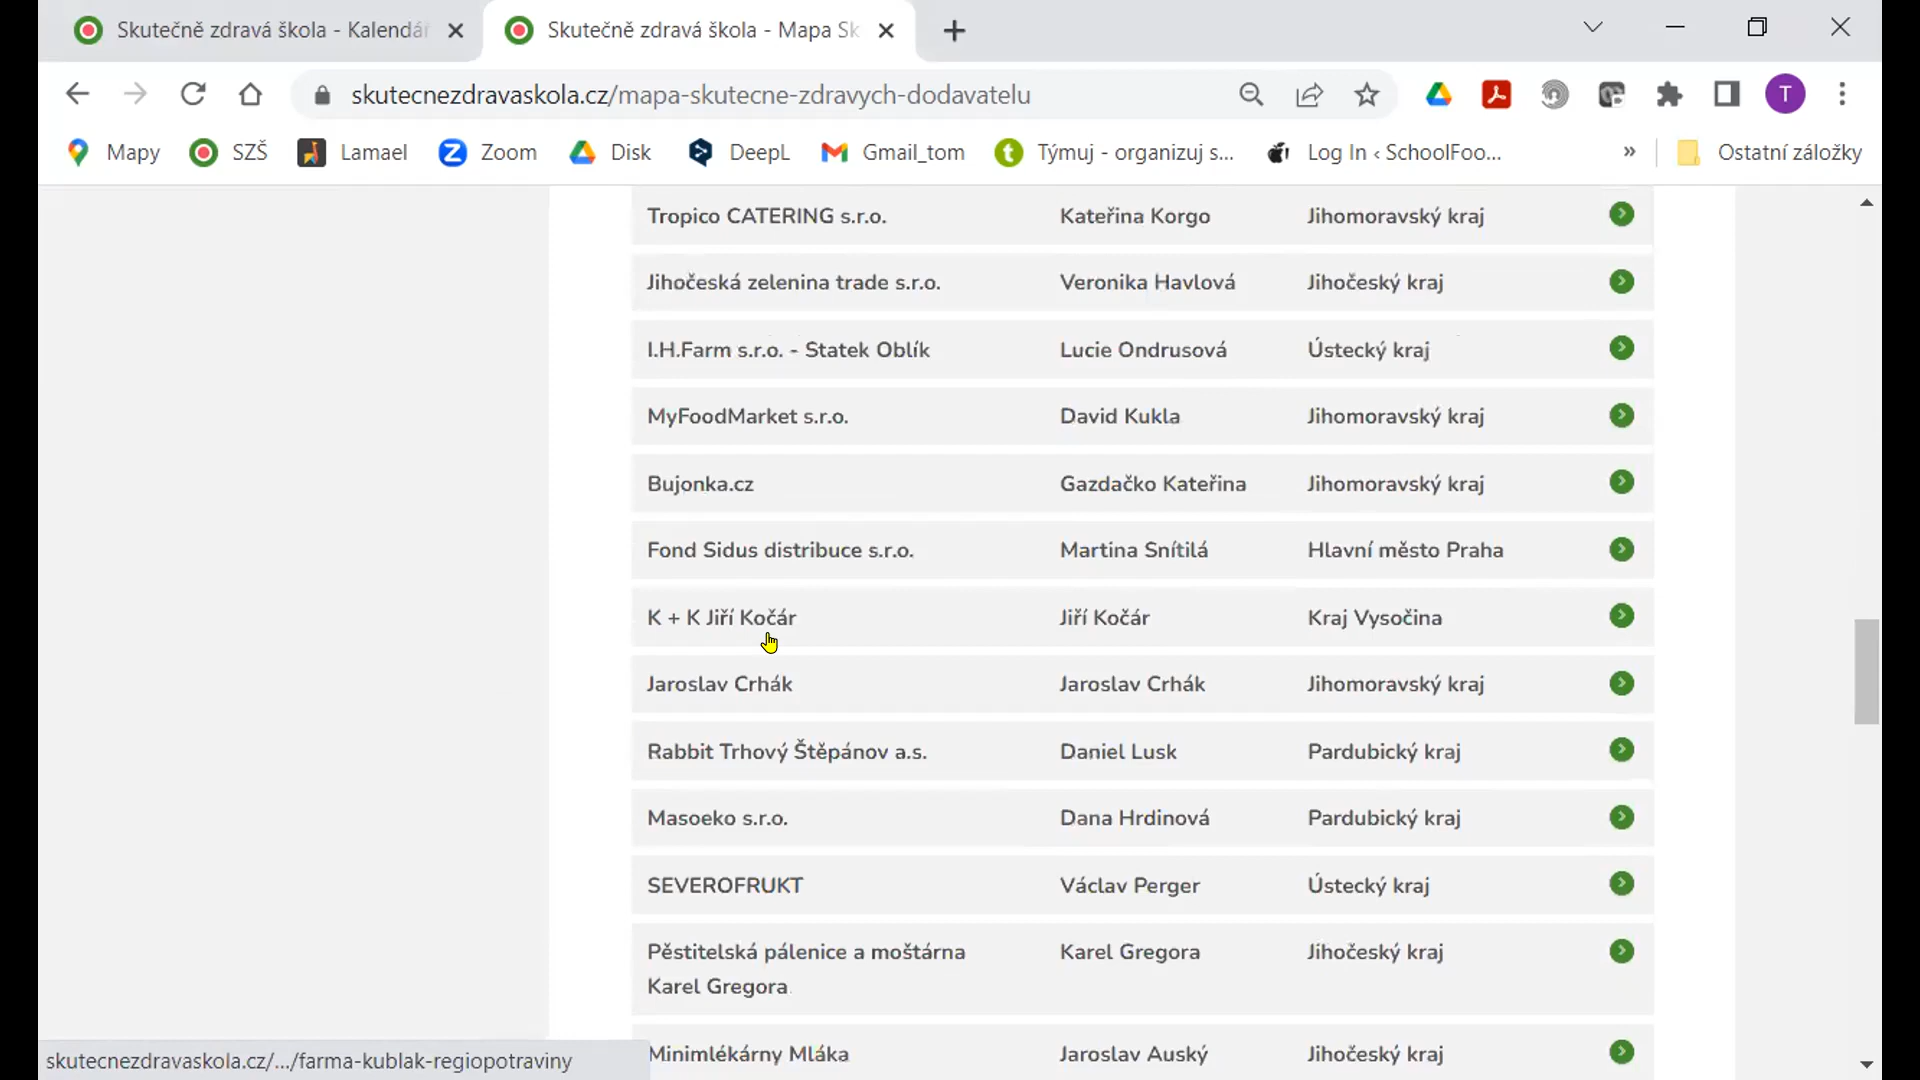 Skutečně zdravá škola - Kalendář
Skutečně zdravá škola - Mapa Sk
skutecnezdravaskola.cz/mapa-skutecne-zdravych-dodavatelu
T
Mapy
SZŠ
Lamael
Zoom
Disk
DeepL
Gmail_tom
Týmuj - organizuj s...
Log In ‹ SchoolFoo...
»
Ostatní záložky
Tropico CATERING s.r.o. Kateřina Korgo Jihomoravský kraj
Jihočeská zelenina trade s.r.o. Veronika Havlová Jihočeský kraj
I.H.Farm s.r.o. - Statek Oblík Lucie Ondrusová Ústecký kraj
MyFoodMarket s.r.o. David Kukla Jihomoravský kraj
Bujonka.cz Gazdačko Kateřina Jihomoravský kraj
Fond Sidus distribuce s.r.o. Martina Snítilá Hlavní město Praha
K + K Jiří Kočár Jiří Kočár Kraj Vysočina
Jaroslav Crhák Jaroslav Crhák Jihomoravský kraj
Rabbit Trhový Štěpánov a.s. Daniel Lusk Pardubický kraj
Masoeko s.r.o. Dana Hrdinová Pardubický kraj
SEVEROFRUKT Václav Perger Ústecký kraj
Pěstitelská pálenice a moštárna Karel Gregora Jihočeský kraj
Karel Gregora
Minimlékárny Mláka Jaroslav Auský Jihočeský kraj
skutecnezdravaskola.cz/.../farma-kublak-regiopotraviny